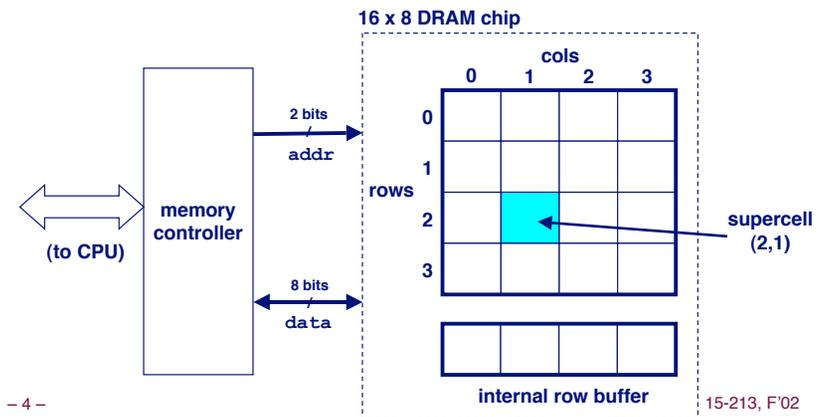 16 x 8 DRAM chip
cols
0 1 2 3
0
1
2
3
rows
2 bits
/
addr
memory
controller
(to CPU)
8 bits
/
data
supercell
(2,1)
internal row buffer
– 4 –
15-213, F’02